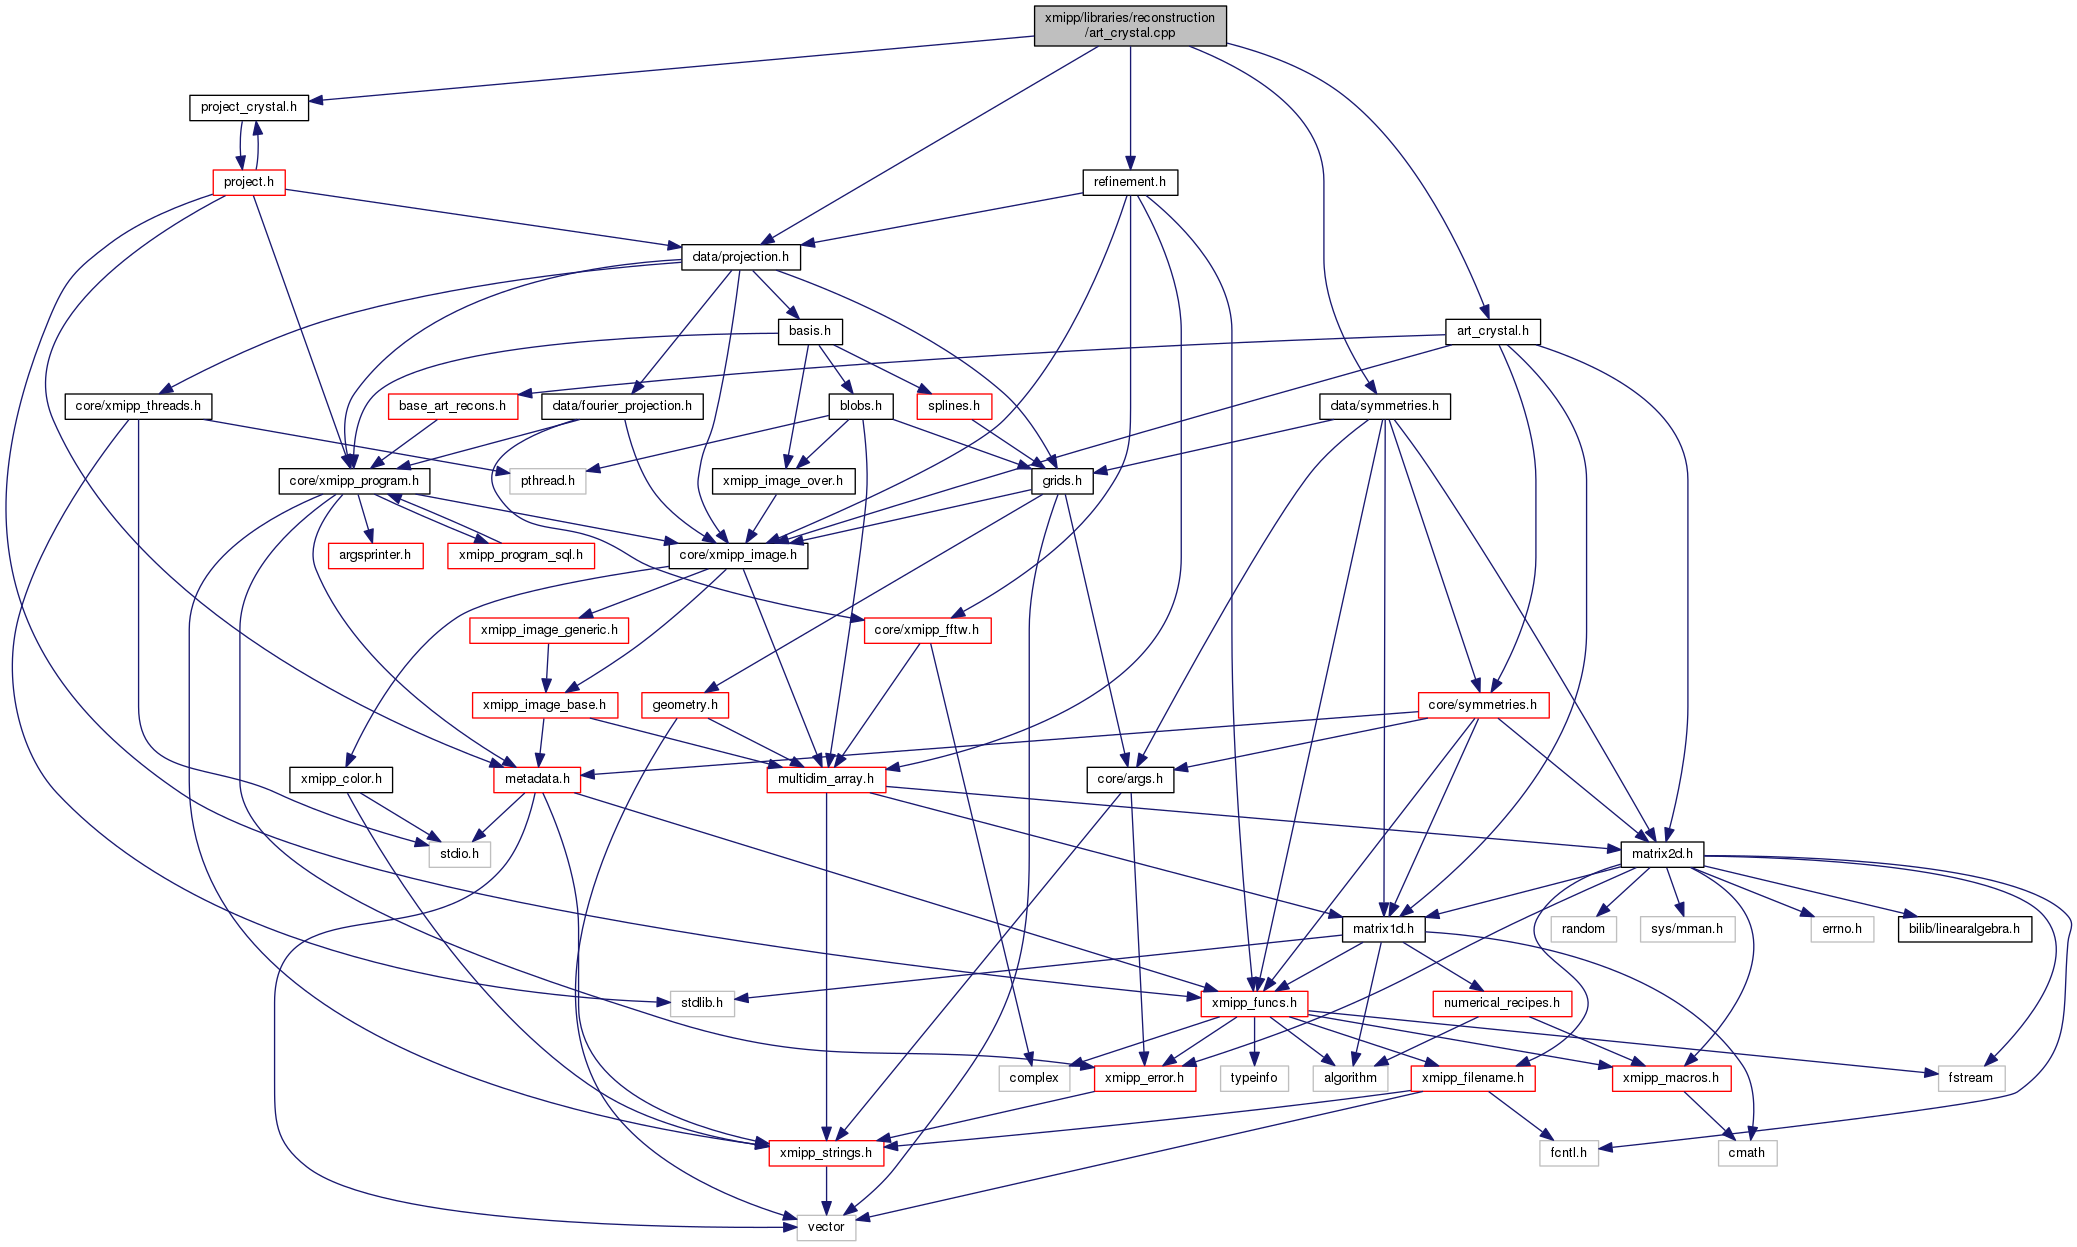 xmipp/libraries/reconstruction
/art_crystal.cpp
project_crystal.h
project.h
refinement.h
data/projection.h
basis.h
art_crystal.h
core/xmipp_threads.h
base_art_recons.h
data/fourier_projection.h
blobs.h
splines.h
data/symmetries.h
core/xmipp_program.h
pthread.h
xmipp_image_over.h
grids.h
argsprinter.h
xmipp_program_sql.h
core/xmipp_image.h
xmipp_image_generic.h
core/xmipp_fftw.h
xmipp_image_base.h
geometry.h
core/symmetries.h
xmipp_color.h
metadata.h
multidim_array.h
core/args.h
stdio.h
matrix2d.h
matrix1d.h
random
sys/mman.h
errno.h
bilib/linearalgebra.h
stdlib.h
xmipp_funcs.h
numerical_recipes.h
complex
xmipp_error.h
typeinfo
algorithm
xmipp_filename.h
xmipp_macros.h
fstream
xmipp_strings.h
fcntl.h
cmath
vector